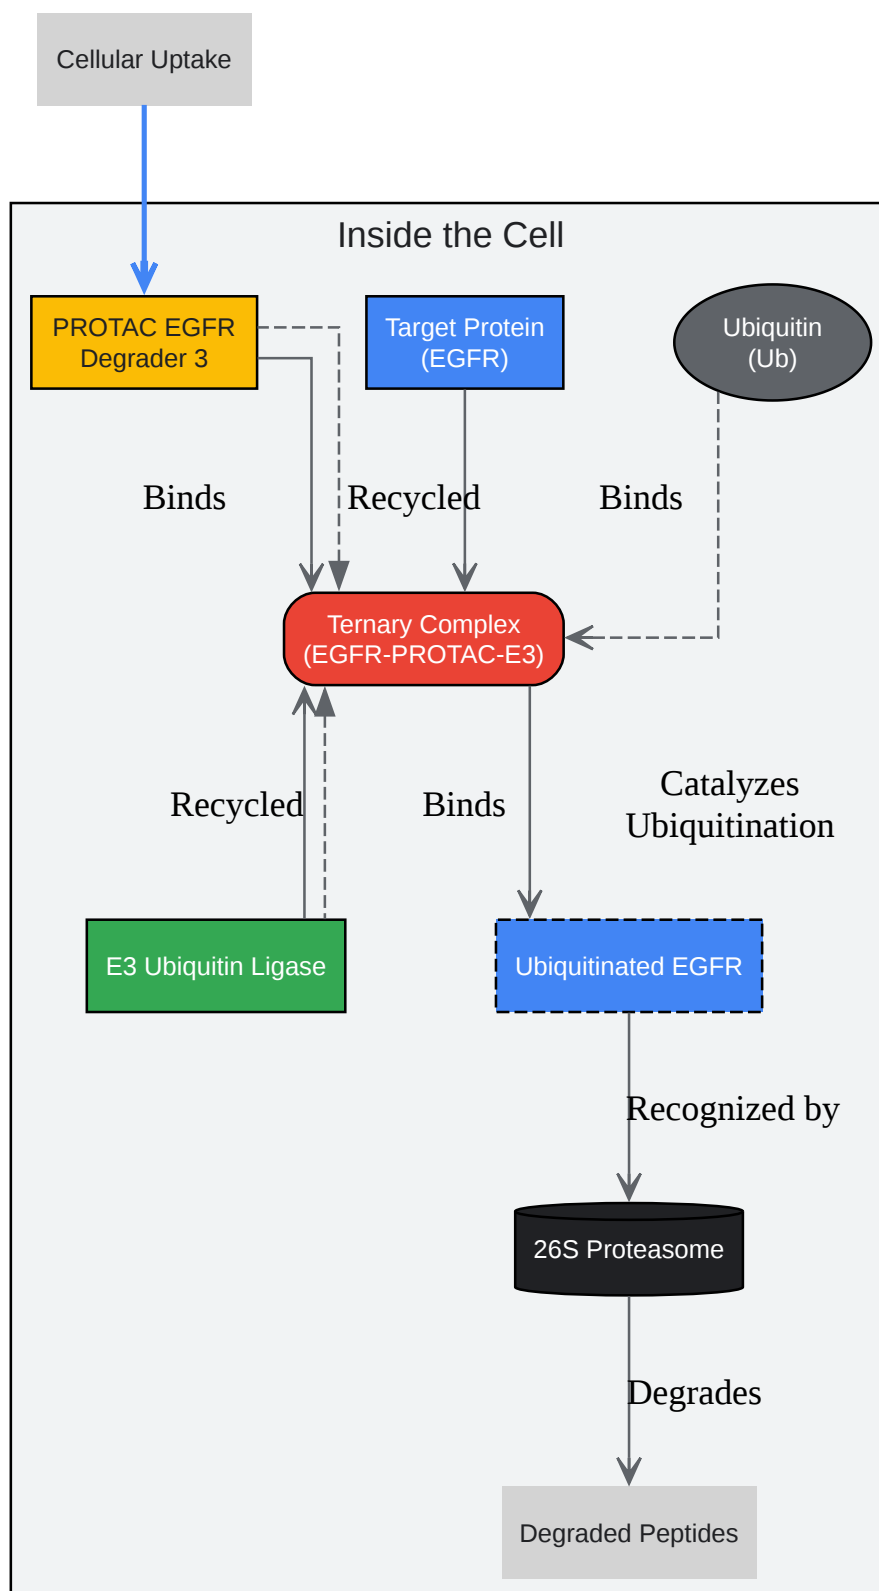 Cellular Uptake
Inside the Cell
PROTAC EGFR
Degrader 3
Target Protein
(EGFR)
Ubiquitin
(Ub)
Binds
Recycled
Binds
Ternary Complex
(EGFR-PROTAC-E3)
Recycled
Binds
Catalyzes
Ubiquitination
E3 Ubiquitin Ligase
Ubiquitinated EGFR
Recognized by
26S Proteasome
Degrades
Degraded Peptides